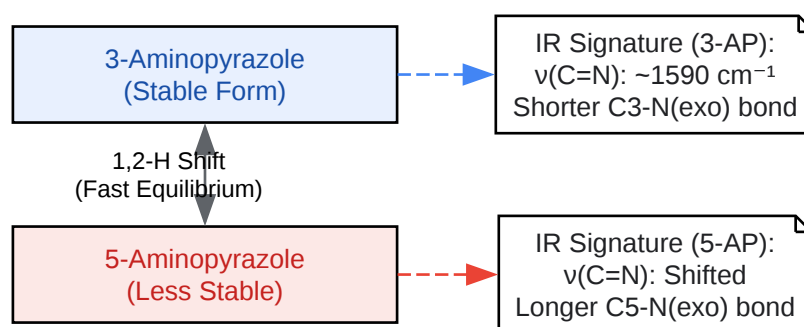 3-Aminopyrazole
(Stable Form)
IR Signature (3-AP):
ν(C=N): ~1590 cm⁻¹
Shorter C3-N(exo) bond
1,2-H Shift
(Fast Equilibrium)
5-Aminopyrazole
(Less Stable)
IR Signature (5-AP):
ν(C=N): Shifted
Longer C5-N(exo) bond